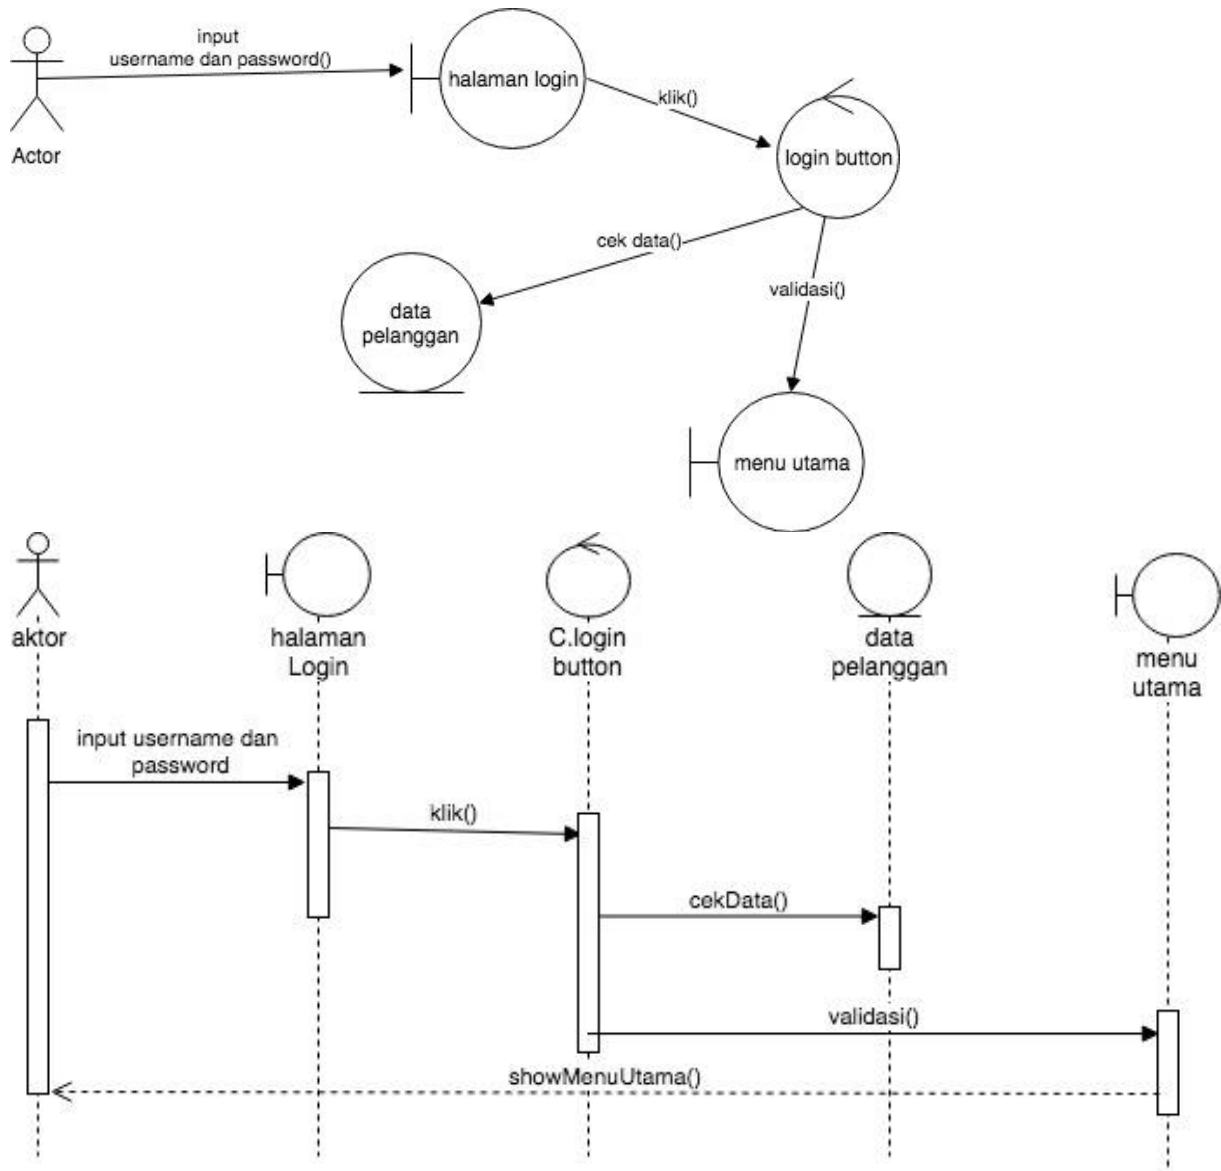 input
username dan password()
halaman login
klik()
login button
Actor
cek data()
validasi()
data
pelanggan
menu utama
aktor
halaman
Login
C.login
button
data
pelanggan
menu
utama
input username dan
password
klik()
cekData()
validasi()
showMenuUtama()